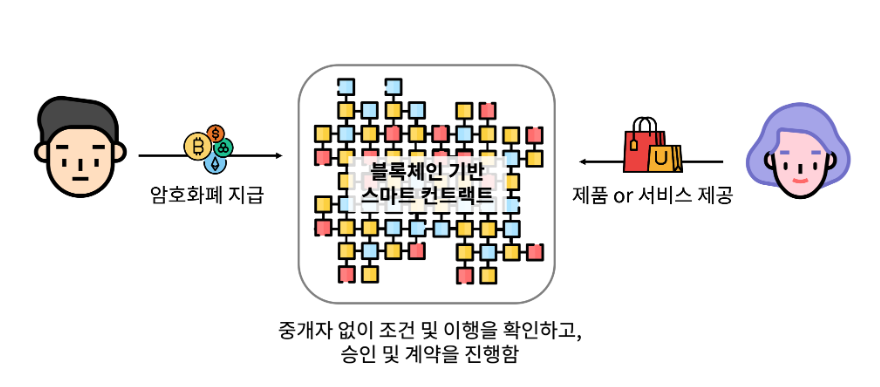 블록체인 기반
스마트 컨트랙트
암호화폐 지급
제품 or 서비스 제공
중개자 없이 조건 및 이행을 확인하고,
승인 및 계약을 진행함